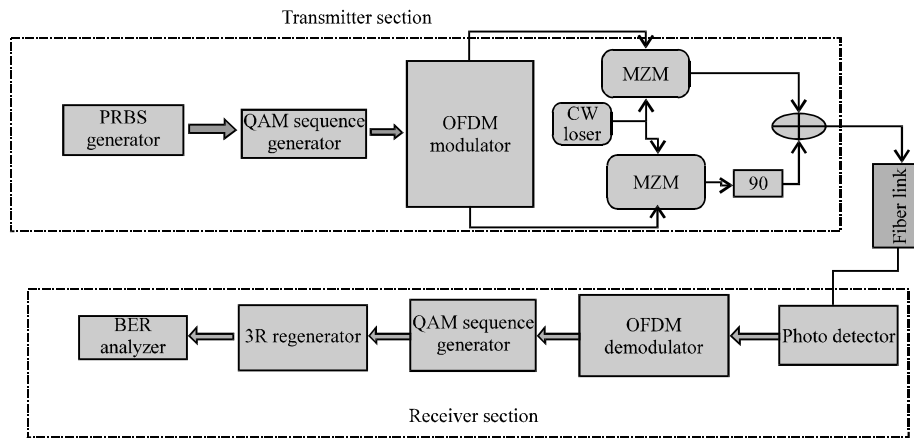 Transmitter section
PRBS
generator
QAM sequence
generator
OFDM
modulator
MZM
CW
loser
MZM
90
Fiber link
BER
analyzer
3R regenerator
QAM sequence
generator
OFDM
demodulator
Photo detector
Receiver section